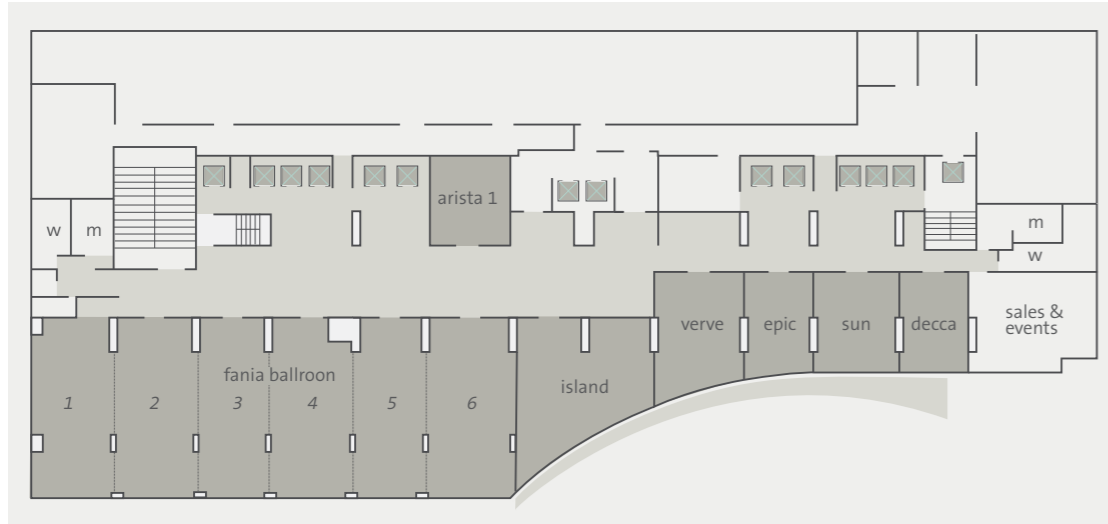 arista 1
w
m
m
w
verve
epic
sun
decca
sales &
events
fania ballroon
island
1
2
3
4
5
6